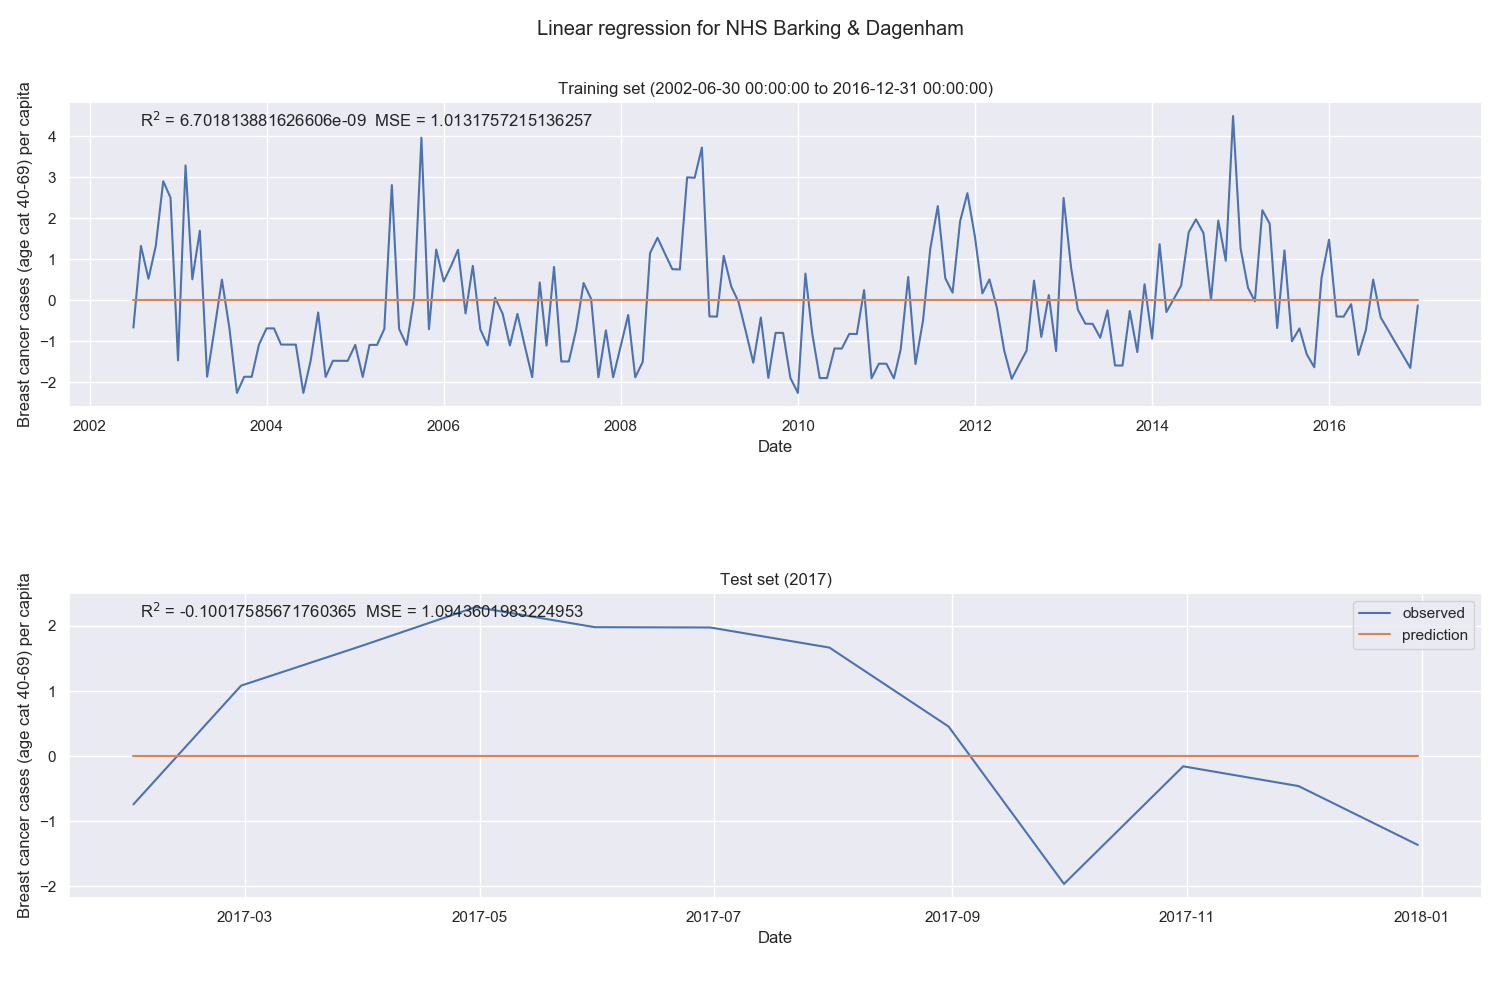 Linear regression for NHS Barking & Dagenham
Training set (2002-06-30 00:00:00 to 2016-12-31 00:00:00)
R² = 6.701813881626606e-09  MSE = 1.0131757215136257
Breast cancer cases (age cat 40-69) per capita
4
3
2
1
0
−1
−2
2002 2004 2006 2008 2010 2012 2014 2016
Date
Test set (2017)
R² = -0.10017585671760365  MSE = 1.0943601983224953
observed
prediction
Breast cancer cases (age cat 40-69) per capita
2
1
0
−1
−2
2017-03 2017-05 2017-07 2017-09 2017-11 2018-01
Date